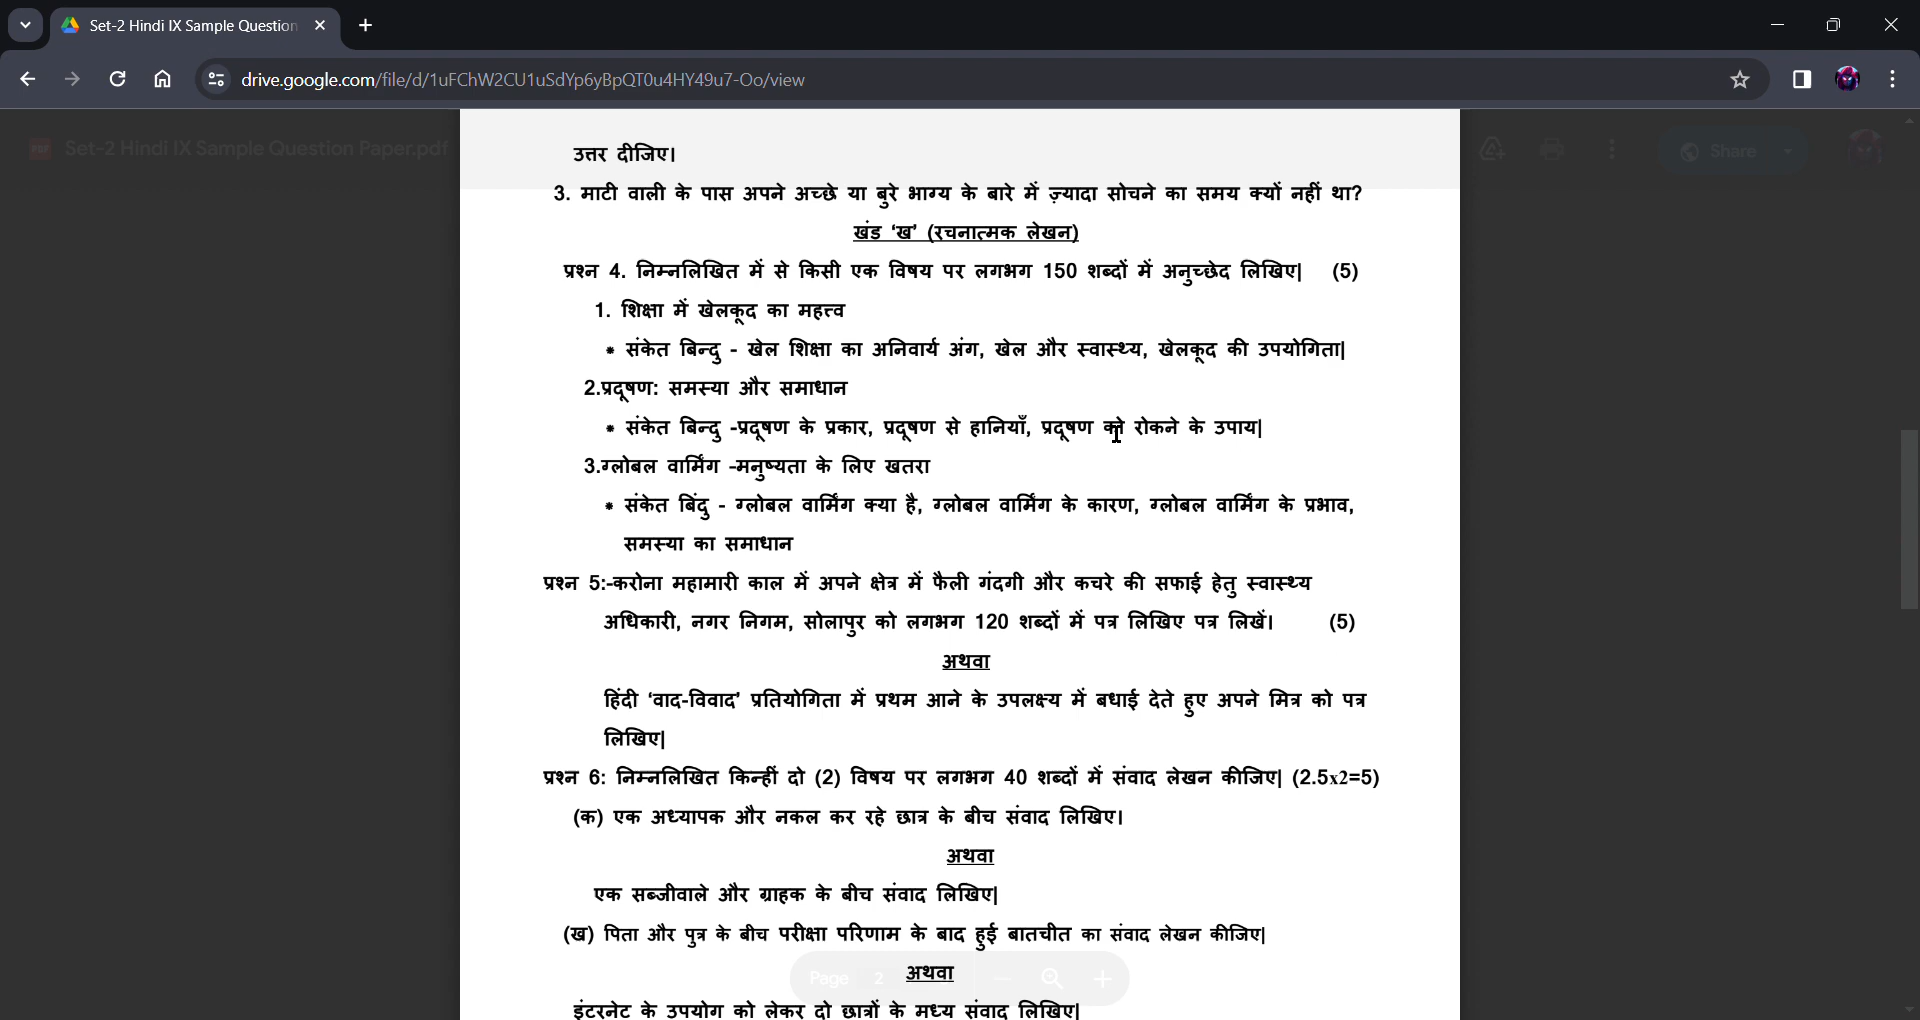 Set-2 Hindi IX Sample Question
drive.google.com/file/d/1uFChW2CU1uSdYp6yBpQT0u4HY49u7-Oo/view
Set-2 Hindi IX Sample Question Paper.pdf
Share
उत्तर दीजिए।
3. माटी वाली के पास अपने अच्छे या बुरे भाग्य के बारे में ज़्यादा सोचने का समय क्यों नहीं था?
खंड ‘ख’ (रचनात्मक लेखन)
प्रश्न 4. निम्नलिखित में से किसी एक विषय पर लगभग 150 शब्दों में अनुच्छेद लिखिए| (5)
1. शिक्षा में खेलकूद का महत्त्व
* संकेत बिन्दु - खेल शिक्षा का अनिवार्य अंग, खेल और स्वास्थ्य, खेलकूद की उपयोगिता|
2.प्रदूषण: समस्या और समाधान
* संकेत बिन्दु -प्रदूषण के प्रकार, प्रदूषण से हानियाँ, प्रदूषण को रोकने के उपाय|
3.ग्लोबल वार्मिंग -मनुष्यता के लिए खतरा
* संकेत बिंदु - ग्लोबल वार्मिंग क्या है, ग्लोबल वार्मिंग के कारण, ग्लोबल वार्मिंग के प्रभाव,
समस्या का समाधान
प्रश्न 5:-करोना महामारी काल में अपने क्षेत्र में फैली गंदगी और कचरे की सफाई हेतु स्वास्थ्य
अधिकारी, नगर निगम, सोलापुर को लगभग 120 शब्दों में पत्र लिखिए पत्र लिखें। (5)
अथवा
हिंदी ‘वाद-विवाद’ प्रतियोगिता में प्रथम आने के उपलक्ष्य में बधाई देते हुए अपने मित्र को पत्र
लिखिए|
प्रश्न 6: निम्नलिखित किन्हीं दो (2) विषय पर लगभग 40 शब्दों में संवाद लेखन कीजिए| (2.5x2=5)
(क) एक अध्यापक और नकल कर रहे छात्र के बीच संवाद लिखिए।
अथवा
एक सब्जीवाले और ग्राहक के बीच संवाद लिखिए|
(ख) पिता और पुत्र के बीच परीक्षा परिणाम के बाद हुई बातचीत का संवाद लेखन कीजिए|
अथवा
Page 2
इंटरनेट के उपयोग को लेकर दो छात्रों के मध्य संवाद लिखिए|